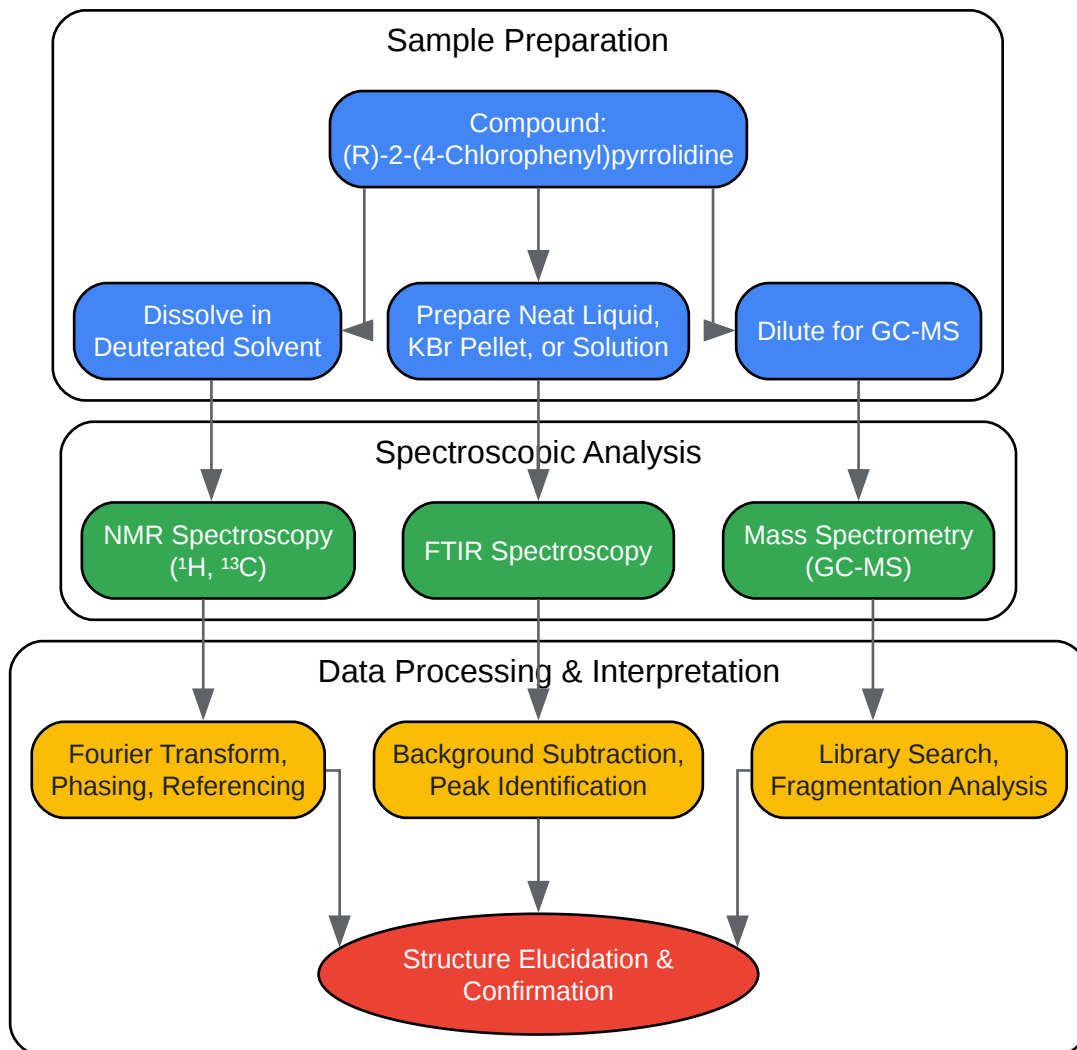 Sample Preparation
Compound:
(R)-2-(4-Chlorophenyl)pyrrolidine
Dissolve in
Deuterated Solvent
Prepare Neat Liquid,
KBr Pellet, or Solution
Dilute for GC-MS
Spectroscopic Analysis
NMR Spectroscopy
(¹H, ¹³C)
FTIR Spectroscopy
Mass Spectrometry
(GC-MS)
Data Processing & Interpretation
Fourier Transform,
Phasing, Referencing
Background Subtraction,
Peak Identification
Library Search,
Fragmentation Analysis
Structure Elucidation &
Confirmation